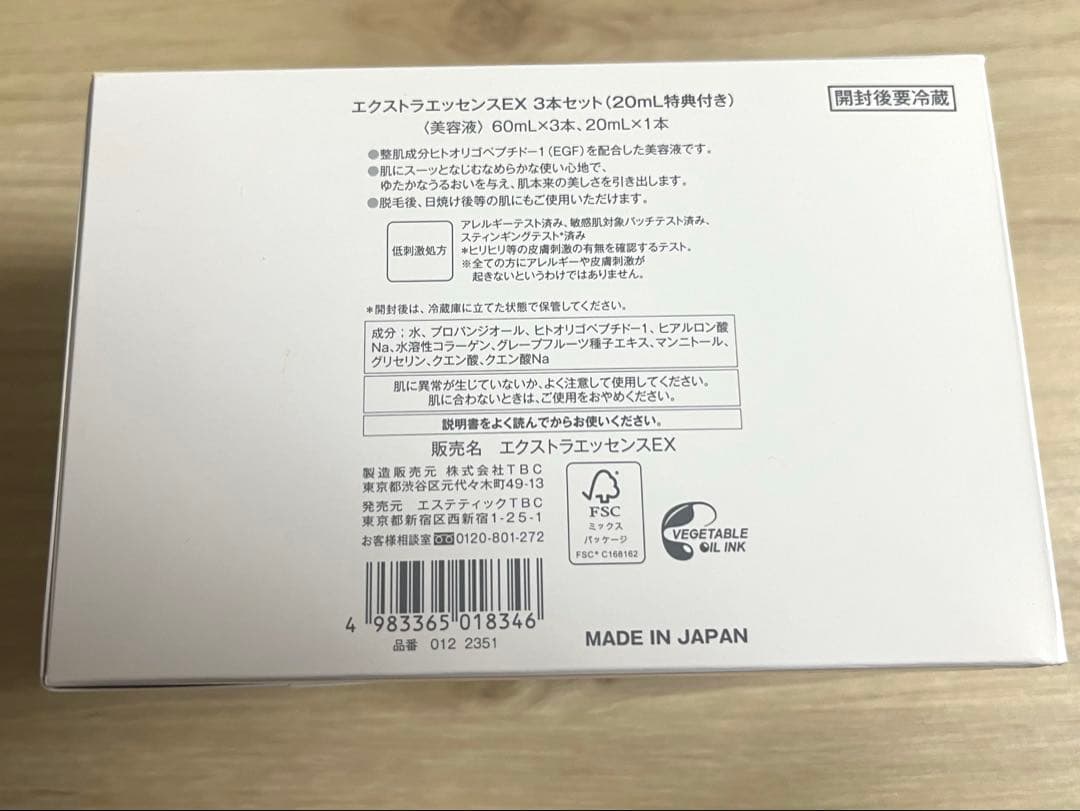 エクストラエッセンスEX 3本セット(20mL特典付き)
開封後要冷蔵
〈美容液〉 60mL×3本、20mL×1本
●整肌成分ヒトオリゴペプチド-1(EGF)を配合した美容液です。
●肌にスーッとなじむなめらかな使い心地で、
ゆたかなうるおいを与え、肌本来の美しさを引き出します。
●脱毛後、日焼け後等の肌にもご使用いただけます。
低刺激処方
アレルギーテスト済み、敏感肌対象パッチテスト済み、
スティンギングテスト*済み
*ヒリヒリ等の皮膚刺激の有無を確認するテスト。
※全ての方にアレルギーや皮膚刺激が
起きないというわけではありません。
*開封後は、冷蔵庫に立てた状態で保管してください。
成分;水、プロパンジオール、ヒトオリゴペプチド-1、ヒアルロン酸
Na、水溶性コラーゲン、グレープフルーツ種子エキス、マンニトール、
グリセリン、クエン酸、クエン酸Na
肌に異常が生じていないか、よく注意して使用してください。
肌に合わないときは、ご使用をおやめください。
説明書をよく読んでからお使いください。
販売名 エクストラエッセンスEX
製造販売元 株式会社TBC
東京都渋谷区元代々木町49-13
発売元 エステティックTBC
東京都新宿区西新宿1-25-1
お客様相談室 0120-801-272
FSC
ミックス
パッケージ
FSC® C168162
VEGETABLE
OIL INK
4 983365 018346
品番 012 2351
MADE IN JAPAN